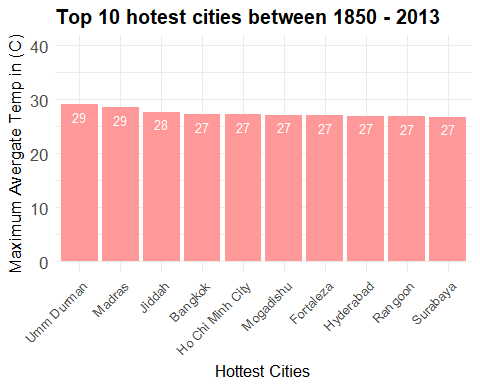 Top 10 hotest cities between 1850 - 2013
Maximum Avergate Temp in (C)
40
30
20
10
0
29
29
28
27
27
27
27
27
27
27
Umm Durman
Madras
Jiddah
Bangkok
Ho Chi Minh City
Mogadishu
Fortaleza
Hyderabad
Rangoon
Surabaya
Hottest Cities